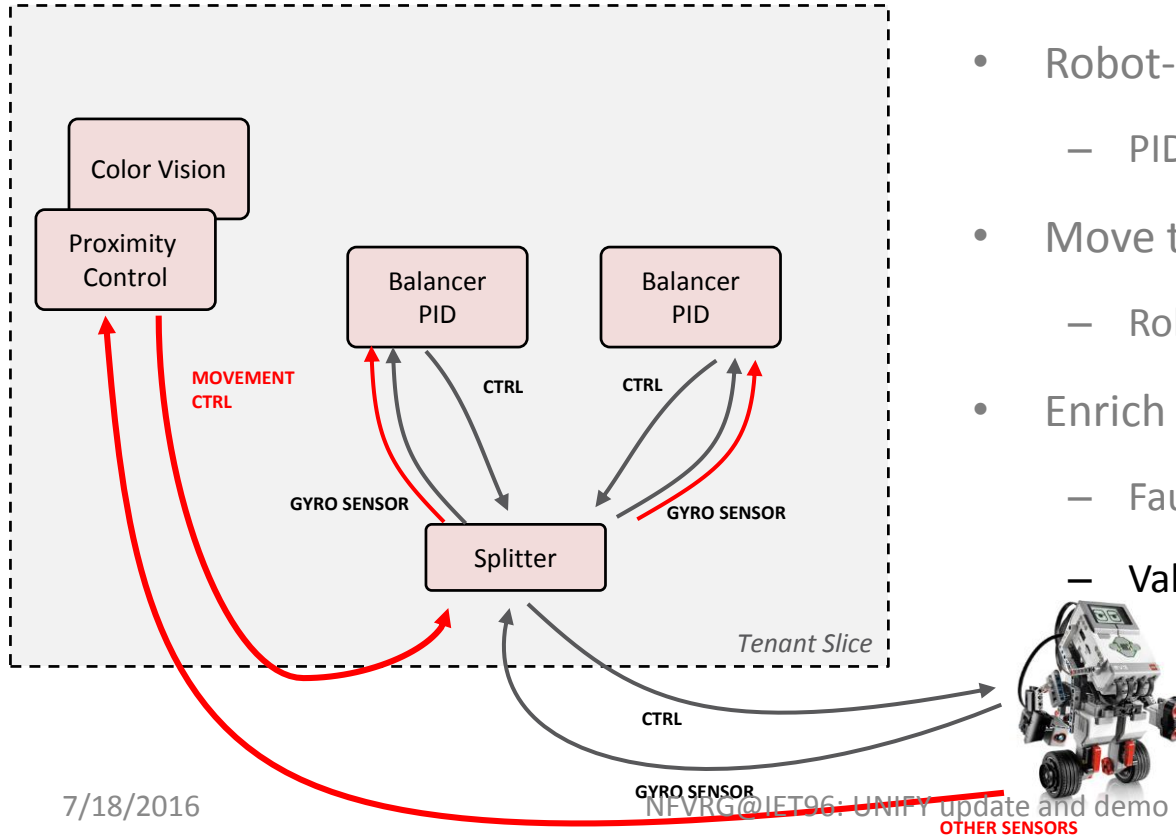 Color Vision
Proximity
Control
Balancer
PID
Balancer
PID
MOVEMENT
CTRL
CTRL
CTRL
GYRO SENSOR
GYRO SENSOR
Splitter
Tenant Slice
CTRL
GYRO SENSOR
OTHER SENSORS
• Robot-
– PID
• Move t
– Ro
• Enrich
– Fau
– Val
7/18/2016
NFVRG@IET96: UNIFY update and demo